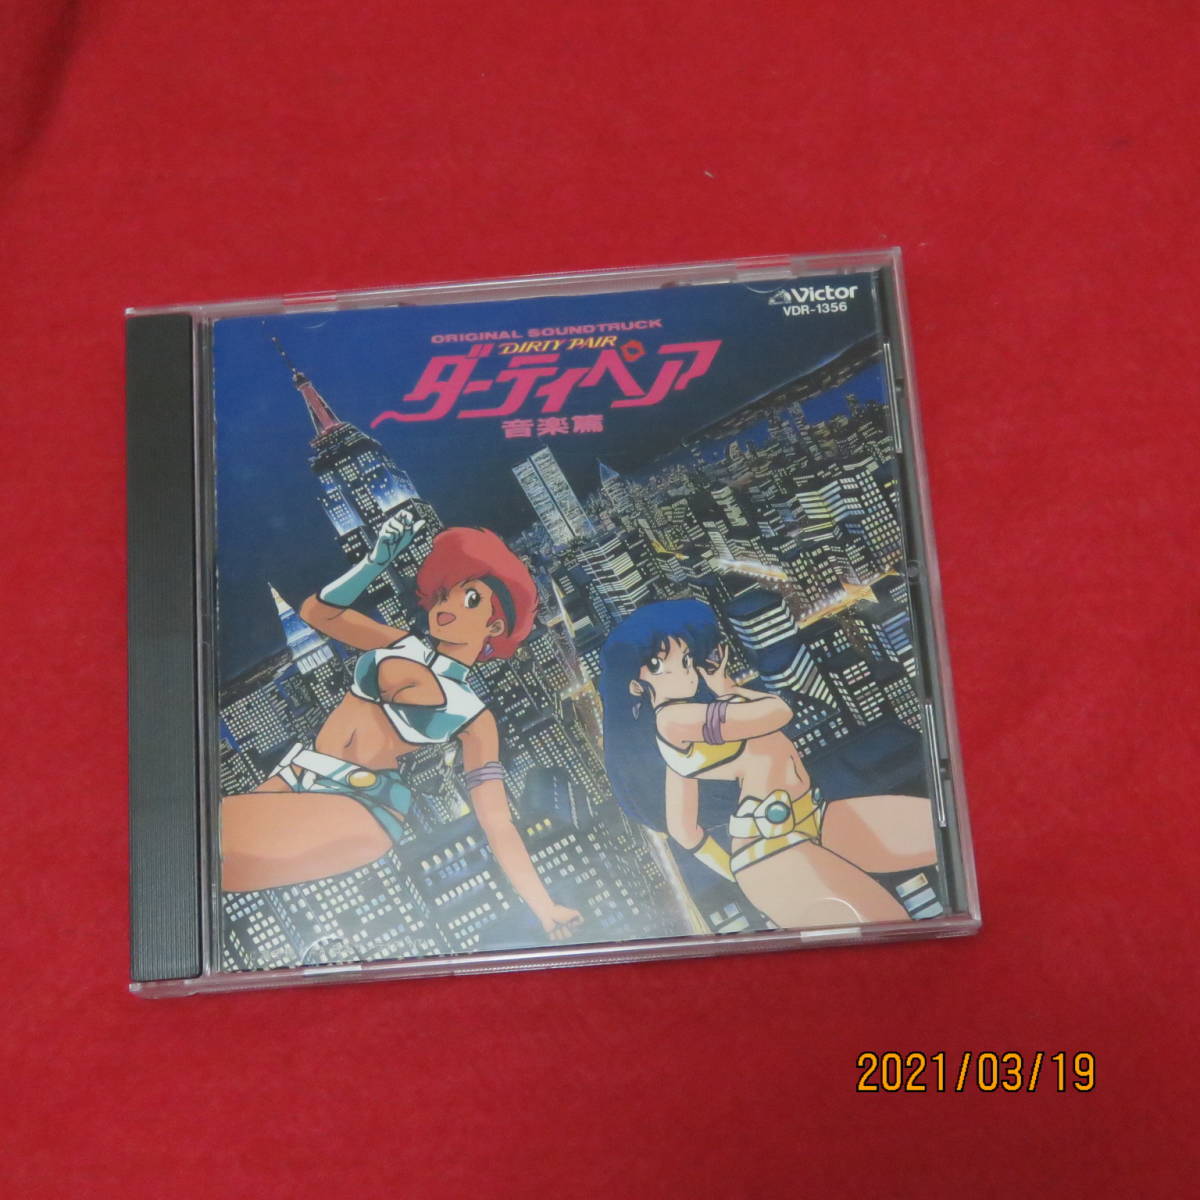 Victor
VDR-1356
ORIGINAL SOUNDTRUCK
DIRTY PAIR
ダーティペア
音楽篇
2021/03/19